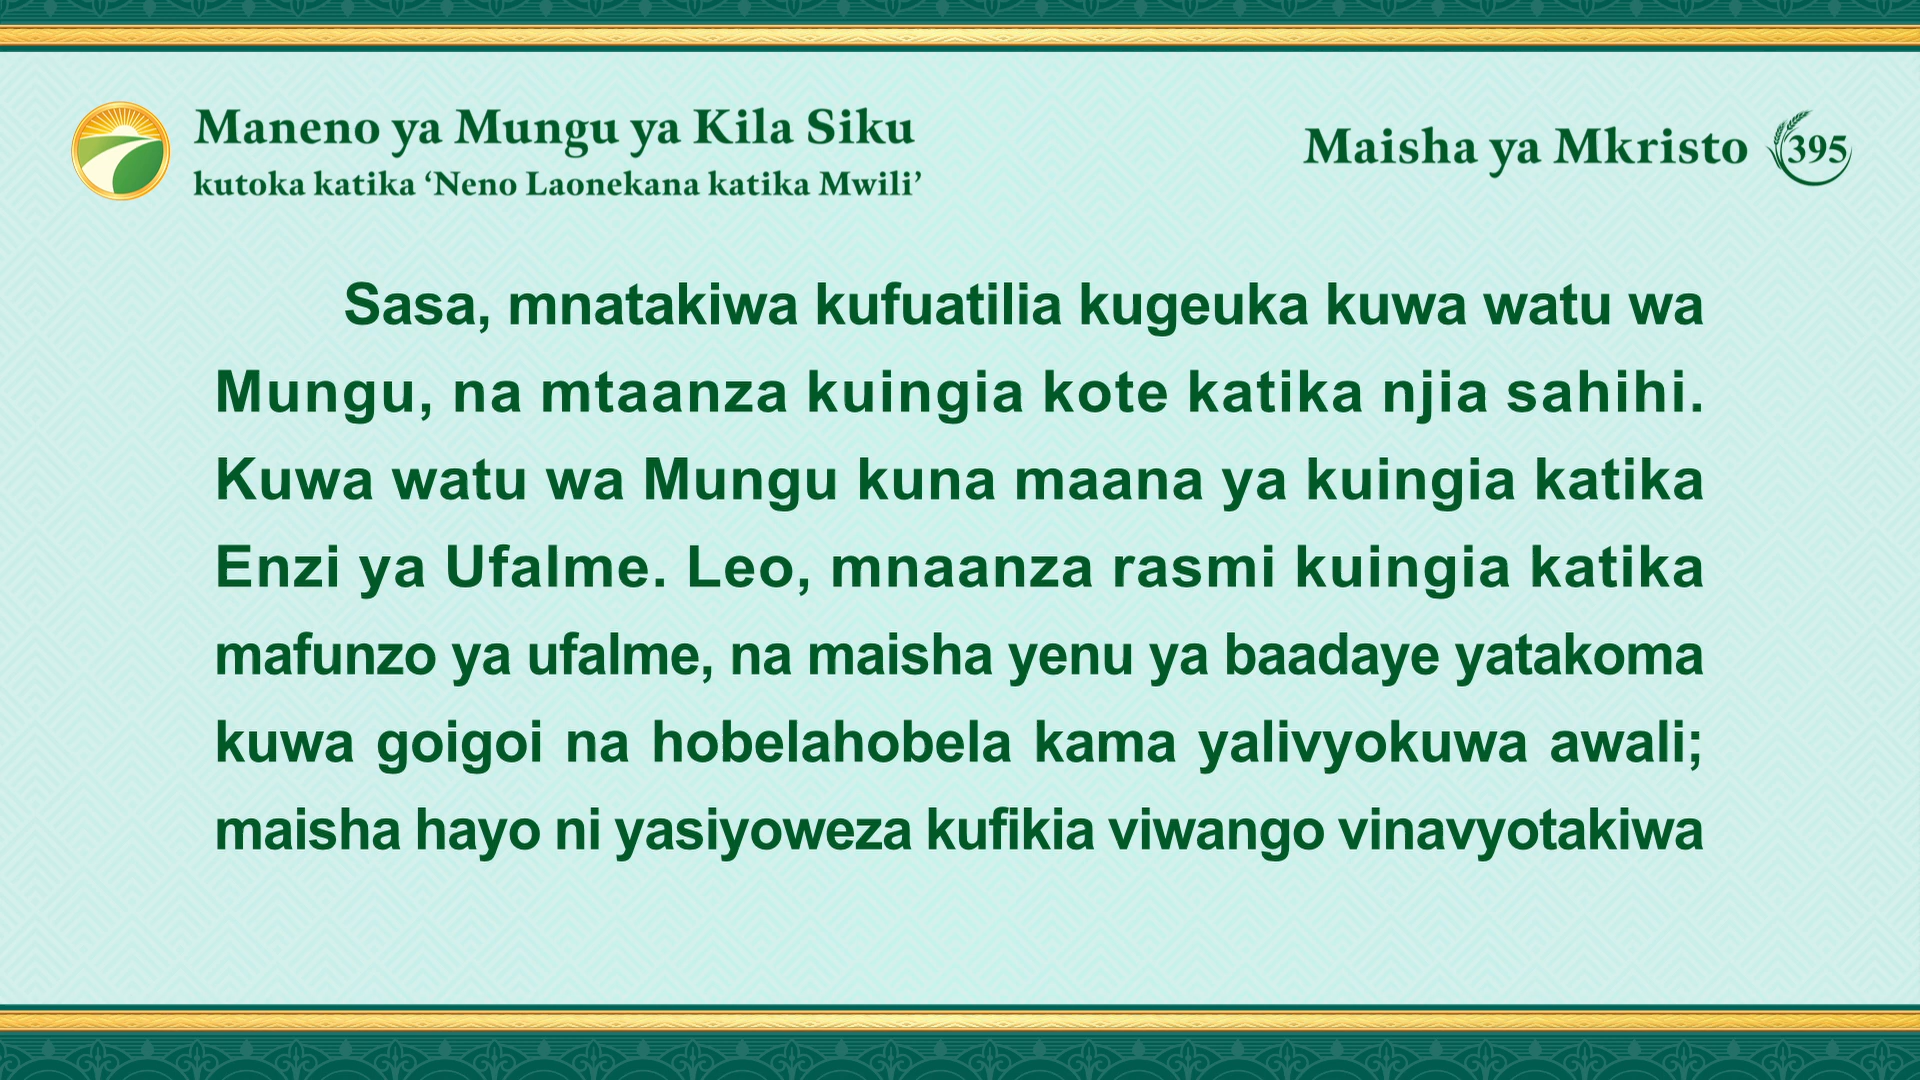 Maneno ya Mungu ya Kila Siku
kutoka katika ‘Neno Laonekana katika Mwili’
Maisha ya Mkristo 395
Sasa, mnatakiwa kufuatilia kugeuka kuwa watu wa
Mungu, na mtaanza kuingia kote katika njia sahihi.
Kuwa watu wa Mungu kuna maana ya kuingia katika
Enzi ya Ufalme. Leo, mnaanza rasmi kuingia katika
mafunzo ya ufalme, na maisha yenu ya baadaye yatakoma
kuwa goigoi na hobelahobela kama yalivyokuwa awali;
maisha hayo ni yasiyoweza kufikia viwango vinavyotakiwa